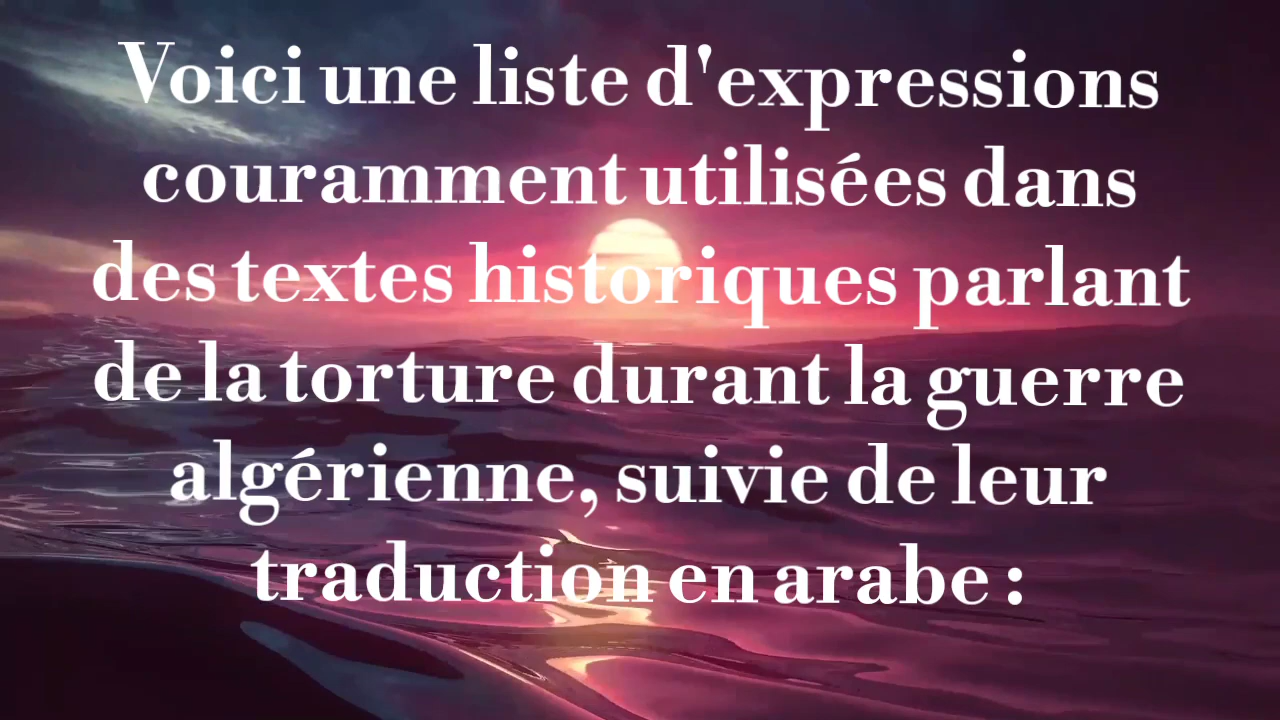 Voici une liste d'expressions
couramment utilisées dans
des textes historiques parlant
de la torture durant la guerre
algérienne, suivie de leur
traduction en arabe :